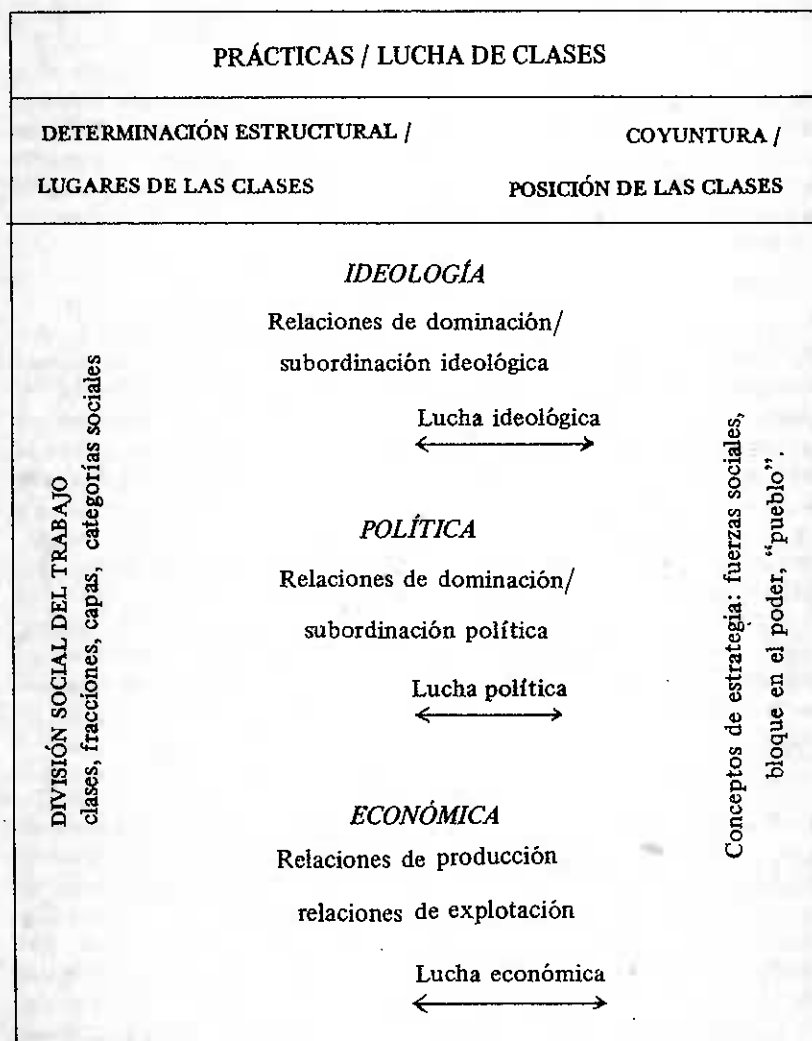 PRÁCTICAS / LUCHA DE CLASES
DETERMINACIÓN ESTRUCTURAL /
LUGARES DE LAS CLASES
COYUNTURA /
POSICIÓN DE LAS CLASES
DIVISIÓN SOCIAL DEL TRABAJO
clases, fracciones, capas, categorías sociales
IDEOLOGÍA
Relaciones de dominación/
subordinación ideológica
Lucha ideológica
POLÍTICA
Relaciones de dominación/
subordinación política
Lucha política
ECONÓMICA
Relaciones de producción
relaciones de explotación
Lucha económica
Conceptos de estrategia: fuerzas sociales,
bloque en el poder, “pueblo”.